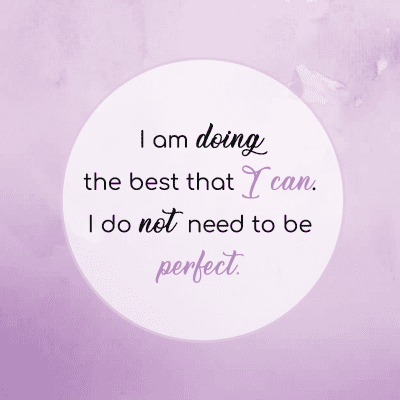 I am doing
the best that I can.
I do not need to be
perfect.